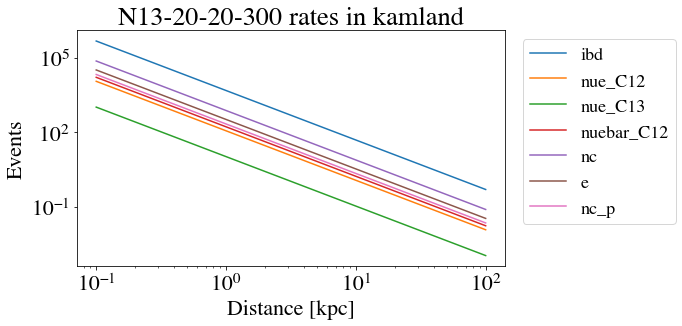 N13-20-20-300 rates in kamland
Events
10^5
10^2
10^−1
10^−1
10^0
10^1
10^2
Distance [kpc]
ibd
nue_C12
nue_C13
nuebar_C12
nc
e
nc_p